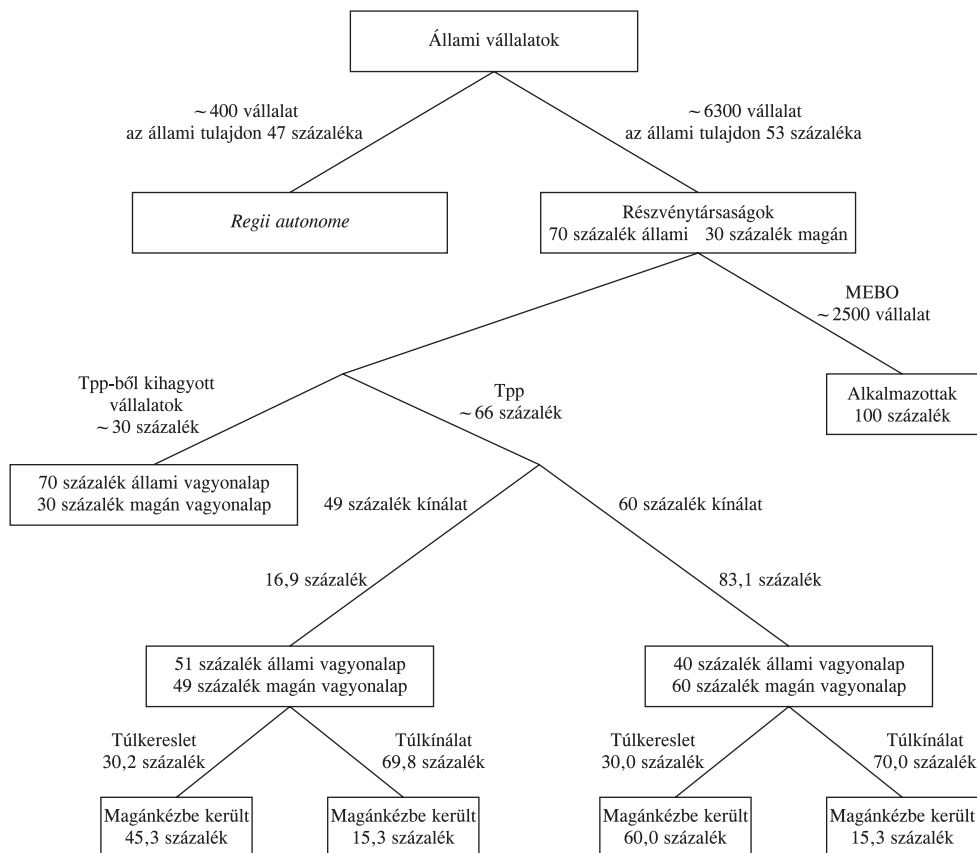 Állami vállalatok
~400 vállalat
az állami tulajdon 47 százaléka
~6300 vállalat
az állami tulajdon 53 százaléka
Regii autonome
Részvénytársaságok
70 százalék állami 30 százalék magán
MEBO
~2500 vállalat
Tpp-ből kihagyott
vállalatok
~30 százalék
Tpp
~66 százalék
Alkalmazottak
100 százalék
70 százalék állami vagyonalap
30 százalék magán vagyonalap
49 százalék kínálat
60 százalék kínálat
16,9 százalék
83,1 százalék
51 százalék állami vagyonalap
49 százalék magán vagyonalap
40 százalék állami vagyonalap
60 százalék magán vagyonalap
Túlkereslet
30,2 százalék
Túlkínálat
69,8 százalék
Túlkereslet
30,0 százalék
Túlkínálat
70,0 százalék
Magánkézbe került
45,3 százalék
Magánkézbe került
15,3 százalék
Magánkézbe került
60,0 százalék
Magánkézbe került
15,3 százalék